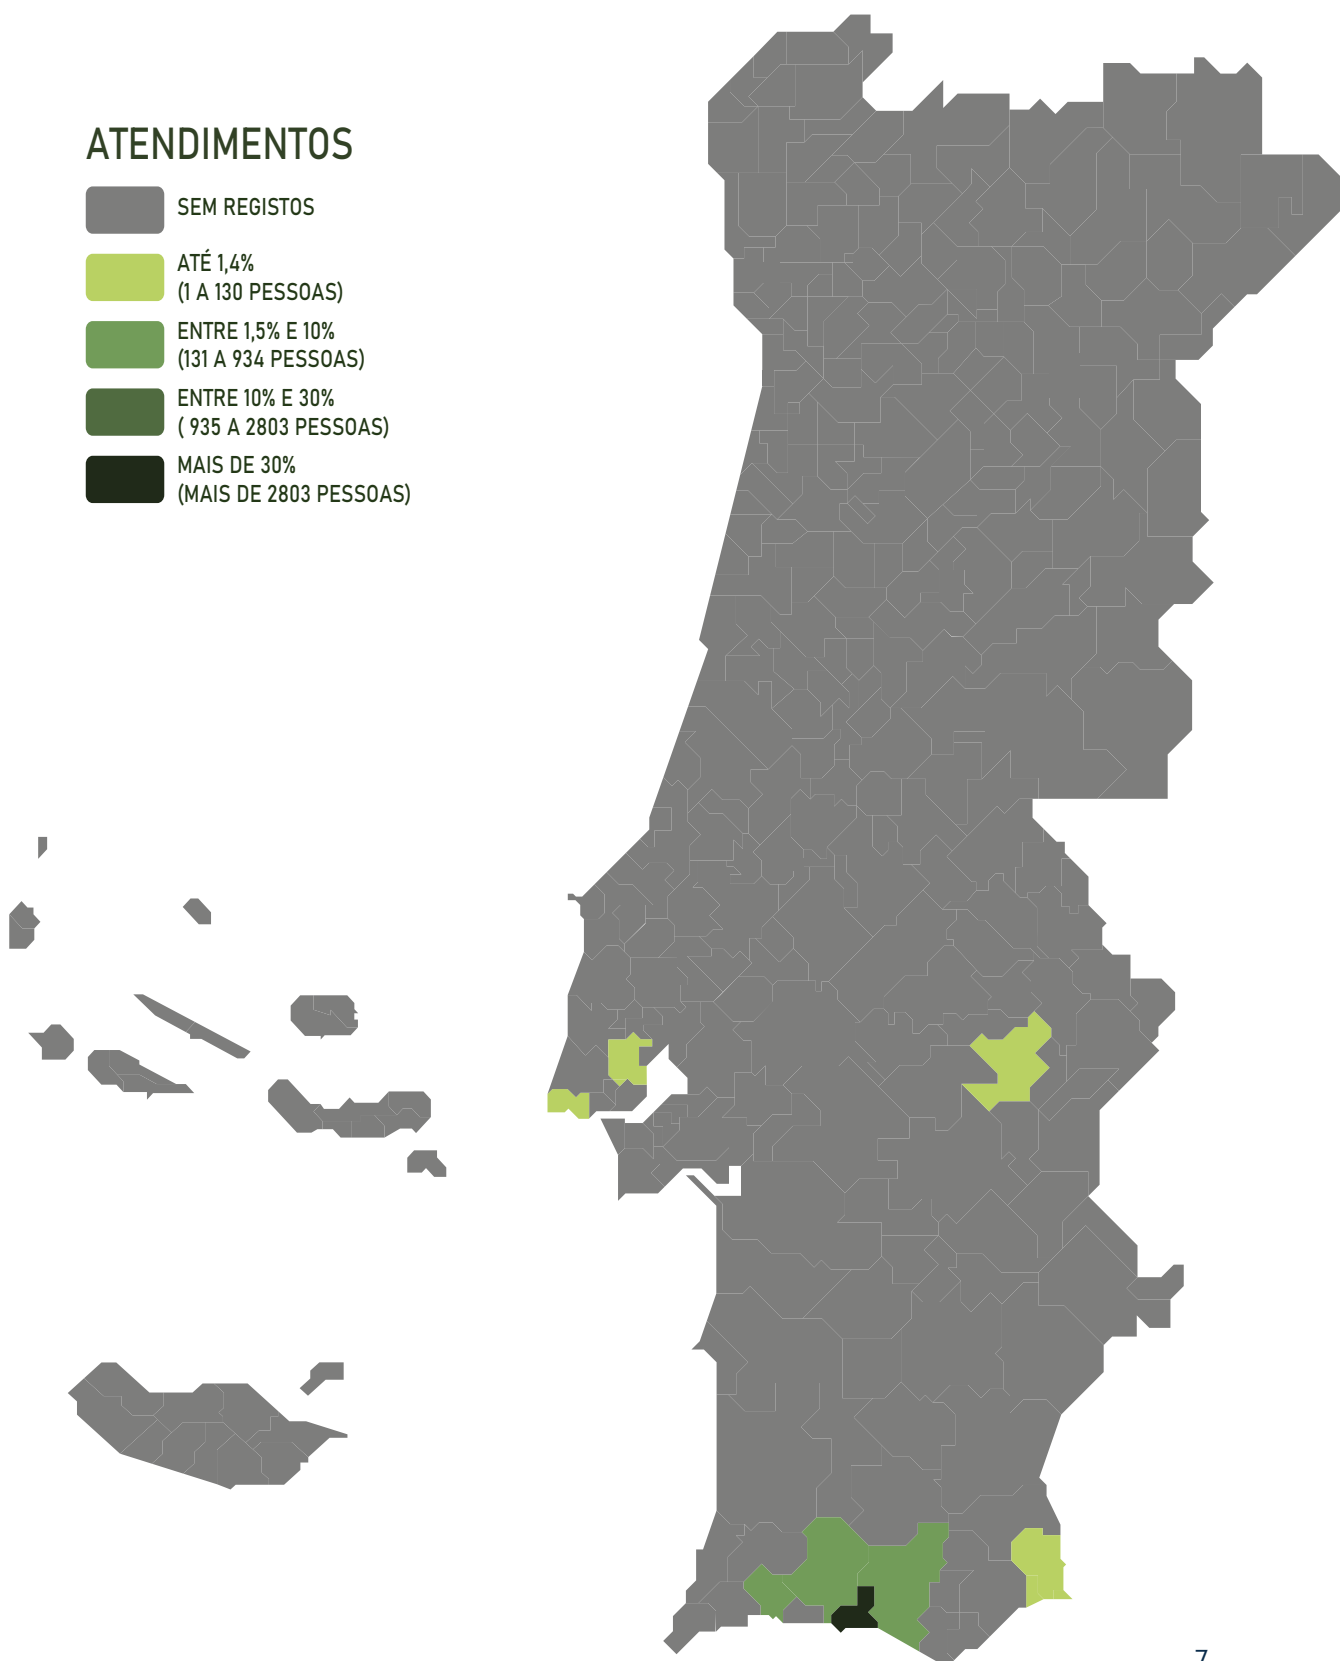 ATENDIMENTOS
SEM REGISTOS
ATÉ 1,4%
(1 A 130 PESSOAS)
ENTRE 1,5% E 10%
(131 A 934 PESSOAS)
ENTRE 10% E 30%
( 935 A 2803 PESSOAS)
MAIS DE 30%
(MAIS DE 2803 PESSOAS)
7